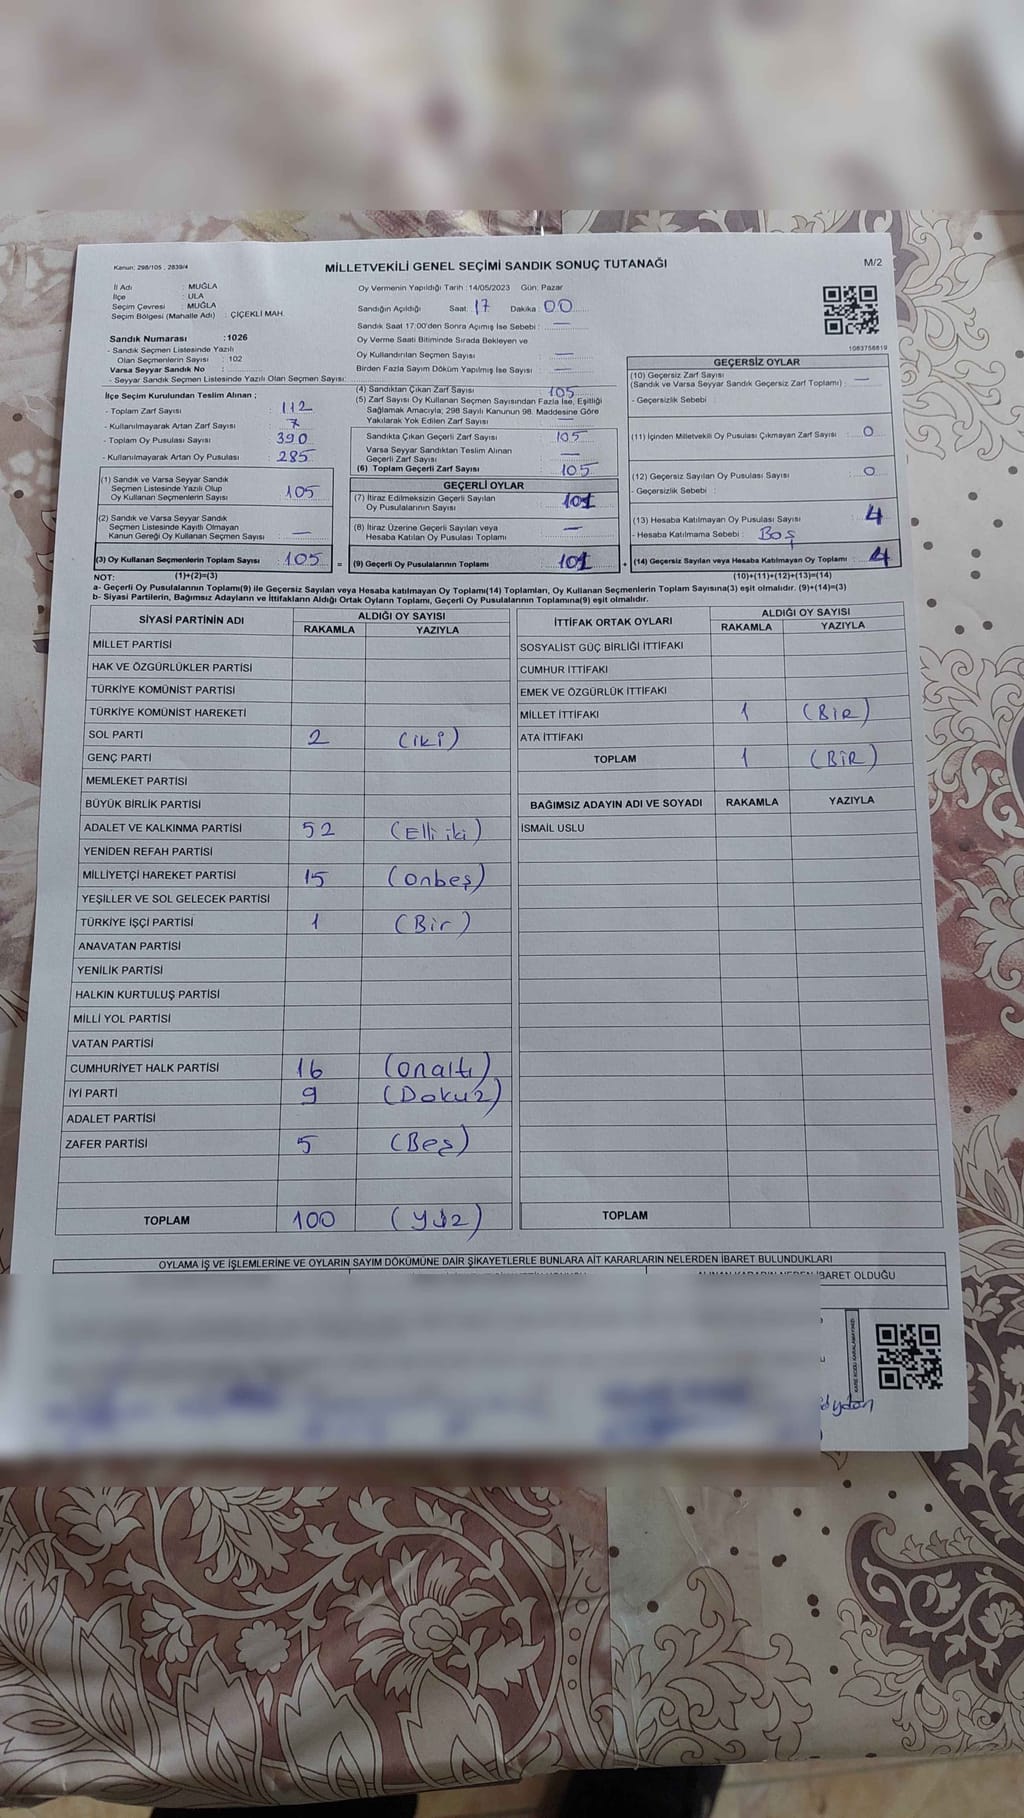 Kanun: 298/105 , 2839/4
MİLLETVEKİLİ GENEL SEÇİMİ SANDIK SONUÇ TUTANAĞI
M/2
İl Adı : MUĞLA
İlçe : ULA
Seçim Çevresi : MUĞLA
Seçim Bölgesi (Mahalle Adı) : ÇİÇEKLİ MAH.
Sandık Numarası : 1026
- Sandık Seçmen Listesinde Yazılı
Olan Seçmenlerin Sayısı : 102
Varsa Seyyar Sandık No :
- Seyyar Sandık Seçmen Listesinde Yazılı Olan Seçmen Sayısı:
İlçe Seçim Kurulundan Teslim Alınan ;
- Toplam Zarf Sayısı : 112
- Kullanılmayarak Artan Zarf Sayısı : 7
- Toplam Oy Pusulası Sayısı : 390
- Kullanılmayarak Artan Oy Pusulası : 285
(1) Sandık ve Varsa Seyyar Sandık
Seçmen Listesinde Yazılı Olup
Oy Kullanan Seçmenlerin Sayısı : 105
(2) Sandık ve Varsa Seyyar Sandık
Seçmen Listesinde Kayıtlı Olmayan
Kanun Gereği Oy Kullanan Seçmen Sayısı : —
(3) Oy Kullanan Seçmenlerin Toplam Sayısı : 105 =
(1)+(2)=(3)
Oy Vermenin Yapıldığı Tarih : 14/05/2023 Gün: Pazar
Sandığın Açıldığı Saat: 17 Dakika : 00
Sandık Saat 17:00'den Sonra Açımış İse Sebebi : —
Oy Verme Saati Bitiminde Sırada Bekleyen ve
Oy Kullandırılan Seçmen Sayısı : —
Birden Fazla Sayım Döküm Yapılmış İse Sayısı : —
(4) Sandıktan Çıkan Zarf Sayısı : 105
(5) Zarf Sayısı Oy Kullanan Seçmen Sayısından Fazla İse, Eşitliği
Sağlamak Amacıyla; 298 Sayılı Kanunun 98. Maddesine Göre
Yakılarak Yok Edilen Zarf Sayısı : —
Sandıkta Çıkan Geçerli Zarf Sayısı : 105
Varsa Seyyar Sandıktan Teslim Alınan
Geçerli Zarf Sayısı : —
(6) Toplam Geçerli Zarf Sayısı : 105
GEÇERLİ OYLAR
(7) İtiraz Edilmeksizin Geçerli Sayılan
Oy Pusulalarının Sayısı : 101
(8) İtiraz Üzerine Geçerli Sayılan veya
Hesaba Katılan Oy Pusulası Toplamı : —
(9) Geçerli Oy Pusulalarının Toplamı : 101 +
1083756819
GEÇERSİZ OYLAR
(10) Geçersiz Zarf Sayısı
(Sandık ve Varsa Seyyar Sandık Geçersiz Zarf Toplamı) : —
- Geçersizlik Sebebi :
(11) İçinden Milletvekili Oy Pusulası Çıkmayan Zarf Sayısı : 0
(12) Geçersiz Sayılan Oy Pusulası Sayısı : 0
- Geçersizlik Sebebi :
(13) Hesaba Katılmayan Oy Pusulası Sayısı : 4
- Hesaba Katılmama Sebebi : Boş
(14) Geçersiz Sayılan veya Hesaba Katılmayan Oy Toplamı : 4
(10)+(11)+(12)+(13)=(14)
NOT:
a- Geçerli Oy Pusulalarının Toplamı(9) ile Geçersiz Sayılan veya Hesaba katılmayan Oy Toplamı(14) Toplamları, Oy Kullanan Seçmenlerin Toplam Sayısına(3) eşit olmalıdır. (9)+(14)=(3)
b- Siyasi Partilerin, Bağımsız Adayların ve İttifakların Aldığı Ortak Oyların Toplamı, Geçerli Oy Pusulalarının Toplamına(9) eşit olmalıdır.
SİYASİ PARTİNİN ADI ALDIĞI OY SAYISI
RAKAMLA YAZIYLA
MİLLET PARTİSİ
HAK VE ÖZGÜRLÜKLER PARTİSİ
TÜRKİYE KOMÜNİST PARTİSİ
TÜRKİYE KOMÜNİST HAREKETİ
SOL PARTİ 2 (iki)
GENÇ PARTİ
MEMLEKET PARTİSİ
BÜYÜK BİRLİK PARTİSİ
ADALET VE KALKINMA PARTİSİ 52 (Elli iki)
YENİDEN REFAH PARTİSİ
MİLLİYETÇİ HAREKET PARTİSİ 15 (Onbeş)
YEŞİLLER VE SOL GELECEK PARTİSİ
TÜRKİYE İŞÇİ PARTİSİ 1 (Bir)
ANAVATAN PARTİSİ
YENİLİK PARTİSİ
HALKIN KURTULUŞ PARTİSİ
MİLLİ YOL PARTİSİ
VATAN PARTİSİ
CUMHURİYET HALK PARTİSİ 16 (Onaltı)
İYİ PARTİ 9 (Dokuz)
ADALET PARTİSİ
ZAFER PARTİSİ 5 (Beş)
TOPLAM 100 (Yüz)
İTTİFAK ORTAK OYLARI ALDIĞI OY SAYISI
RAKAMLA YAZIYLA
SOSYALİST GÜÇ BİRLİĞİ İTTİFAKI
CUMHUR İTTİFAKI
EMEK VE ÖZGÜRLÜK İTTİFAKI
MİLLET İTTİFAKI 1 (BİR)
ATA İTTİFAKI
TOPLAM 1 (BİR)
BAĞIMSIZ ADAYIN ADI VE SOYADI RAKAMLA YAZIYLA
İSMAİL USLU
TOPLAM
OYLAMA İŞ VE İŞLEMLERİNE VE OYLARIN SAYIM DÖKÜMÜNE DAİR ŞİKAYETLERLE BUNLARA AİT KARARLARIN NELERDEN İBARET BULUNDUKLARI
İBARET OLDUĞU
KARE KODU KARALAMAYINIZ!